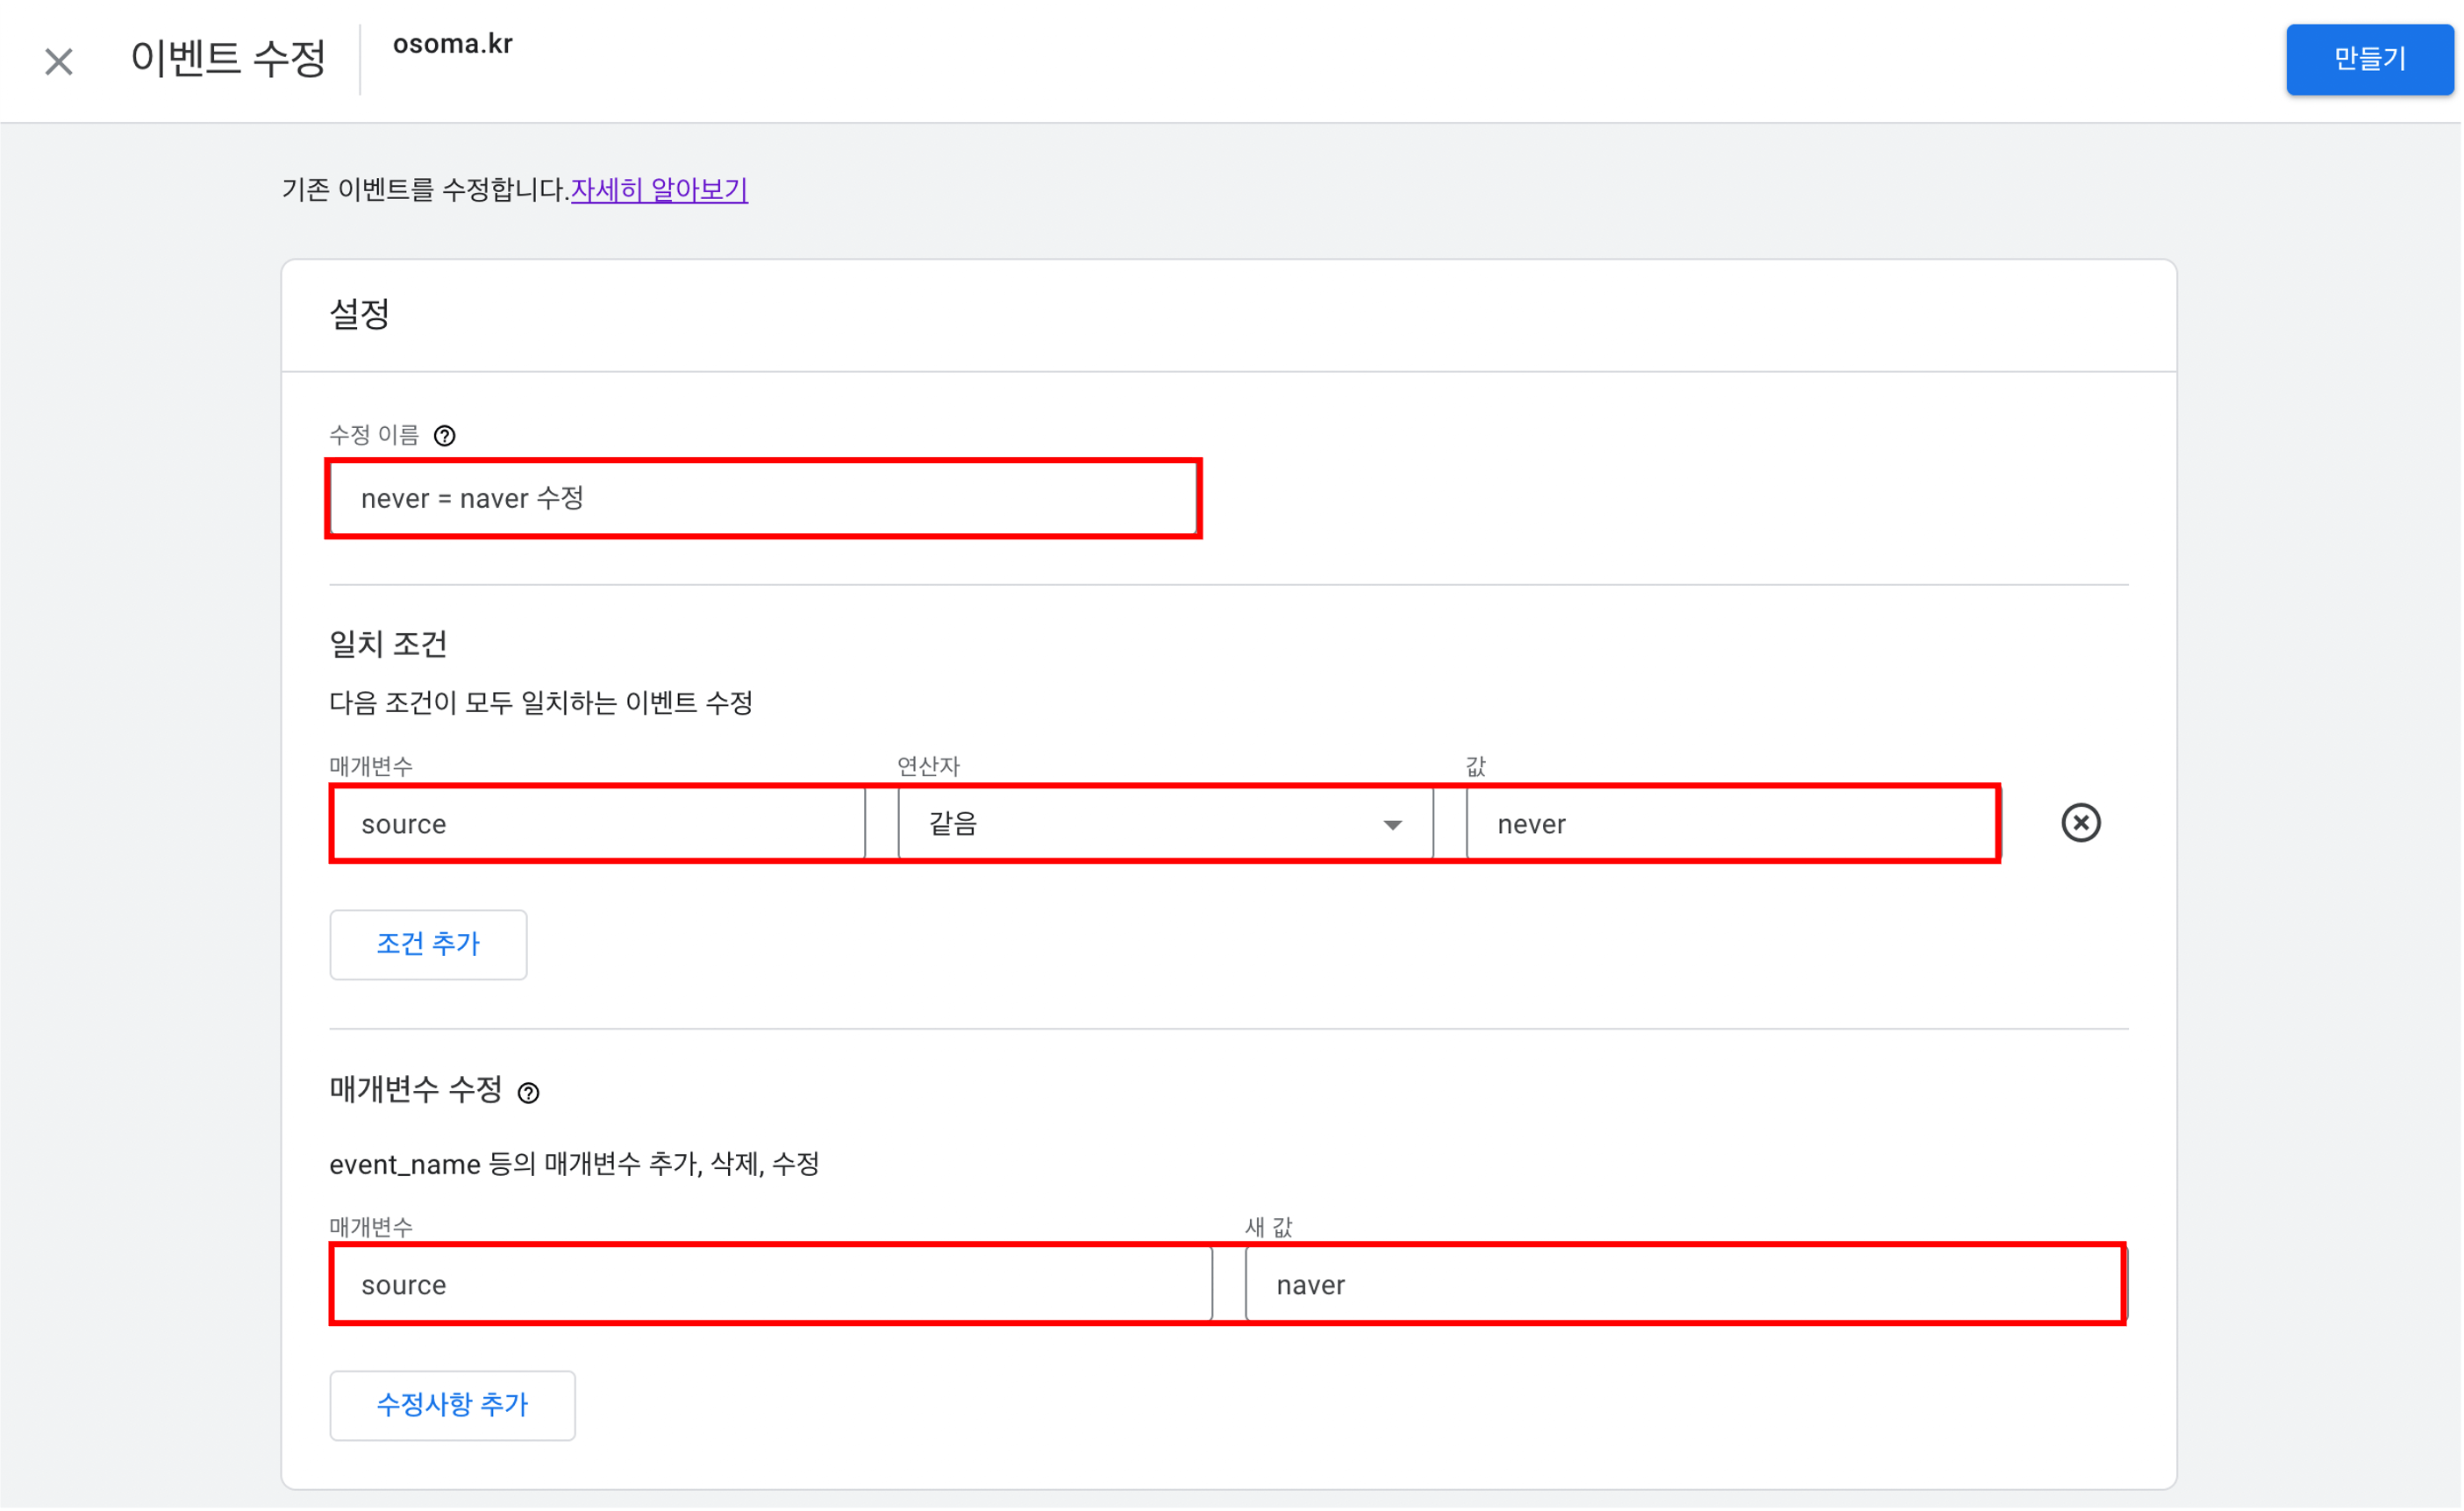 이벤트 수정
osoma.kr
만들기
기존 이벤트를 수정합니다.자세히 알아보기
설정
수정 이름
never = naver 수정
일치 조건
다음 조건이 모두 일치하는 이벤트 수정
매개변수 연산자 값
source 같음 never
조건 추가
매개변수 수정
event_name 등의 매개변수 추가, 삭제, 수정
매개변수 새 값
source naver
수정사항 추가